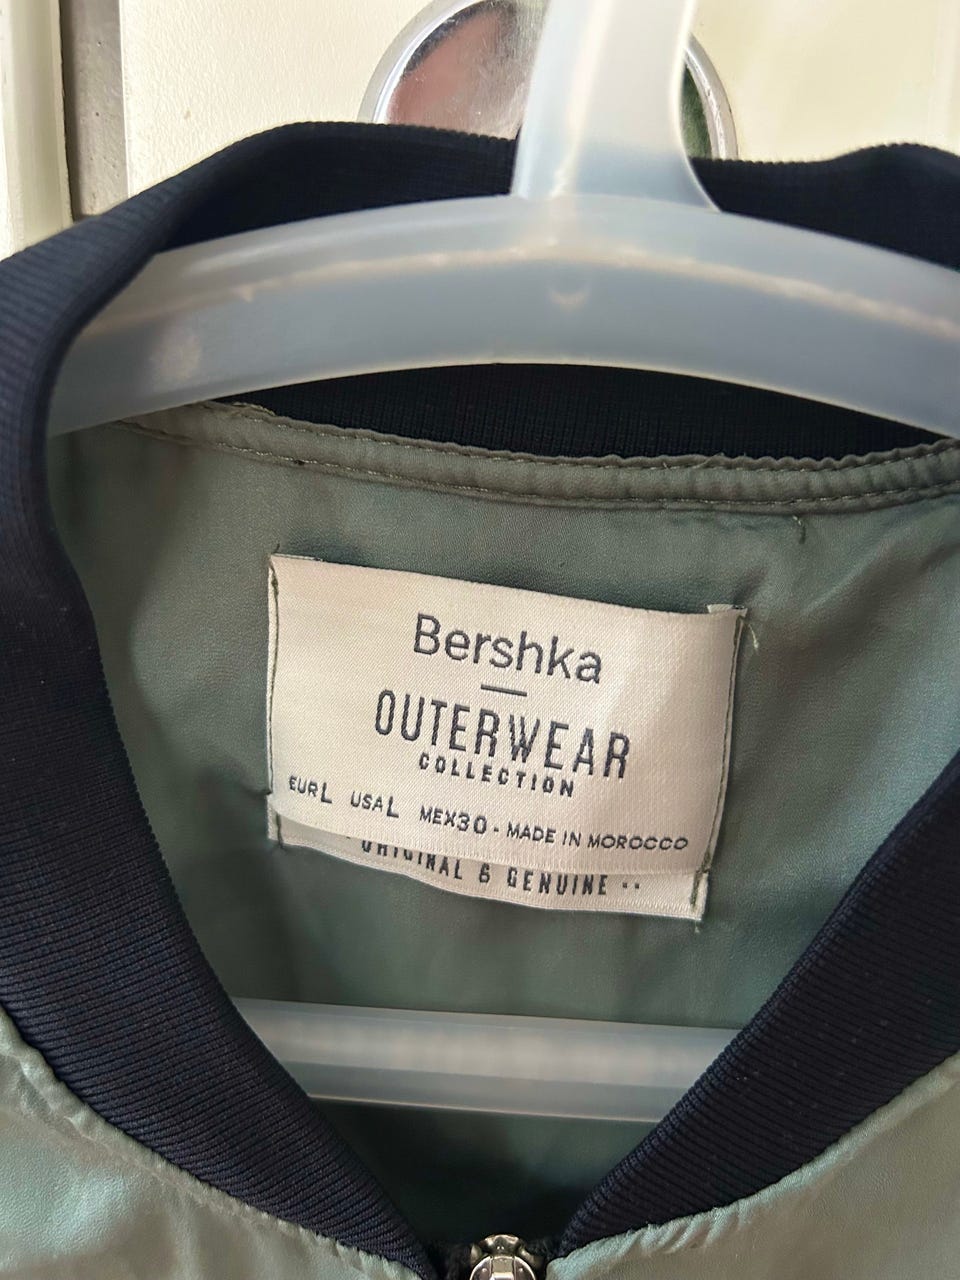 Bershka
OUTERWEAR
COLLECTION
EUR L USA L MEX 30 - MADE IN MOROCCO
ORIGINAL & GENUINE ··